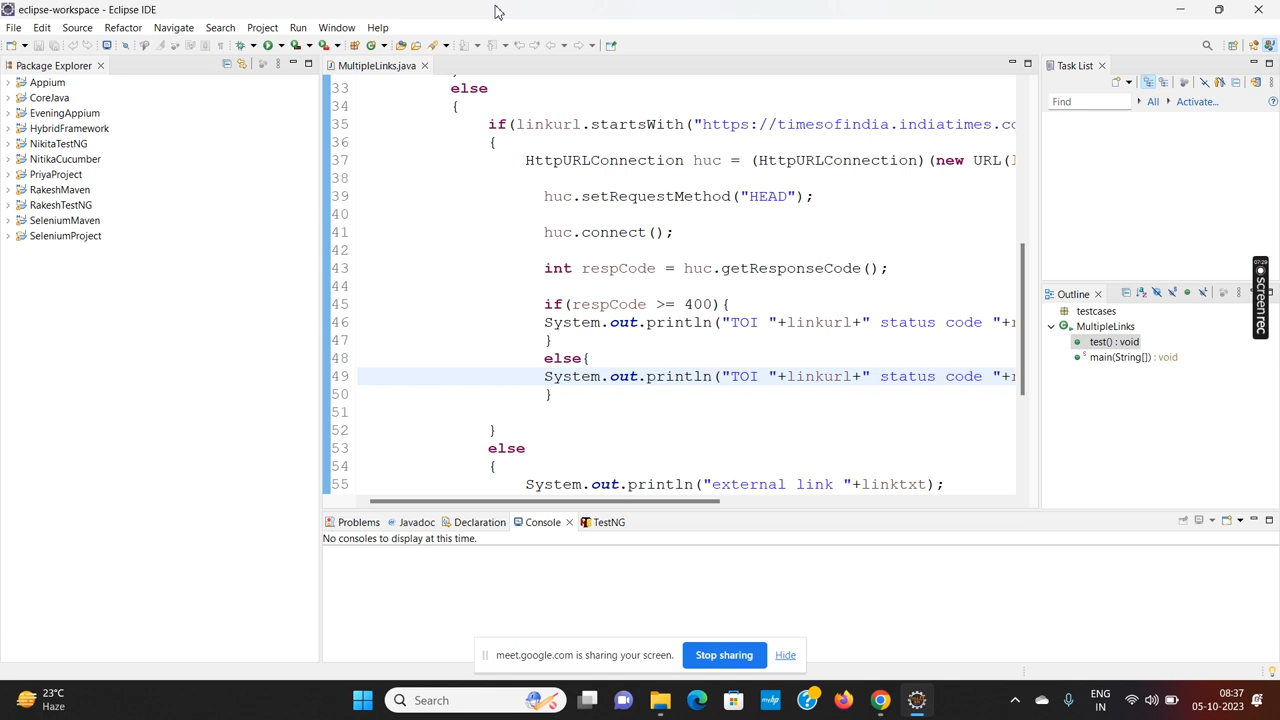 eclipse-workspace - Eclipse IDE
File Edit Source Refactor Navigate Search Project Run Window Help
Package Explorer
Appium
CoreJava
EveningAppium
HybridFramework
NikitaTestNG
NitikaCucumber
PriyaProject
RakeshMaven
RakeshTestNG
SeleniumMaven
SeleniumProject
MultipleLinks.java
33 else
34 {
35 if(linkurl.startsWith("https://timesofindia.indiatimes.co
36 {
37 HttpURLConnection huc = (HttpURLConnection)(new URL(l
38
39 huc.setRequestMethod("HEAD");
40
41 huc.connect();
42
43 int respCode = huc.getResponseCode();
44
45 if(respCode >= 400){
46 System.out.println("TOI "+linkurl+" status code "+r
47 }
48 else{
49 System.out.println("TOI "+linkurl+" status code "+r
50 }
51
52 }
53 else
54 {
55 System.out.println("external link "+linktxt);
Task List
Find All Activate...
Outline
testcases
MultipleLinks
test() : void
main(String[]) : void
07:28
screen rec
Problems Javadoc Declaration Console TestNG
No consoles to display at this time.
meet.google.com is sharing your screen. Stop sharing Hide
23°C
Haze
Search
ENG
IN
08:37
05-10-2023